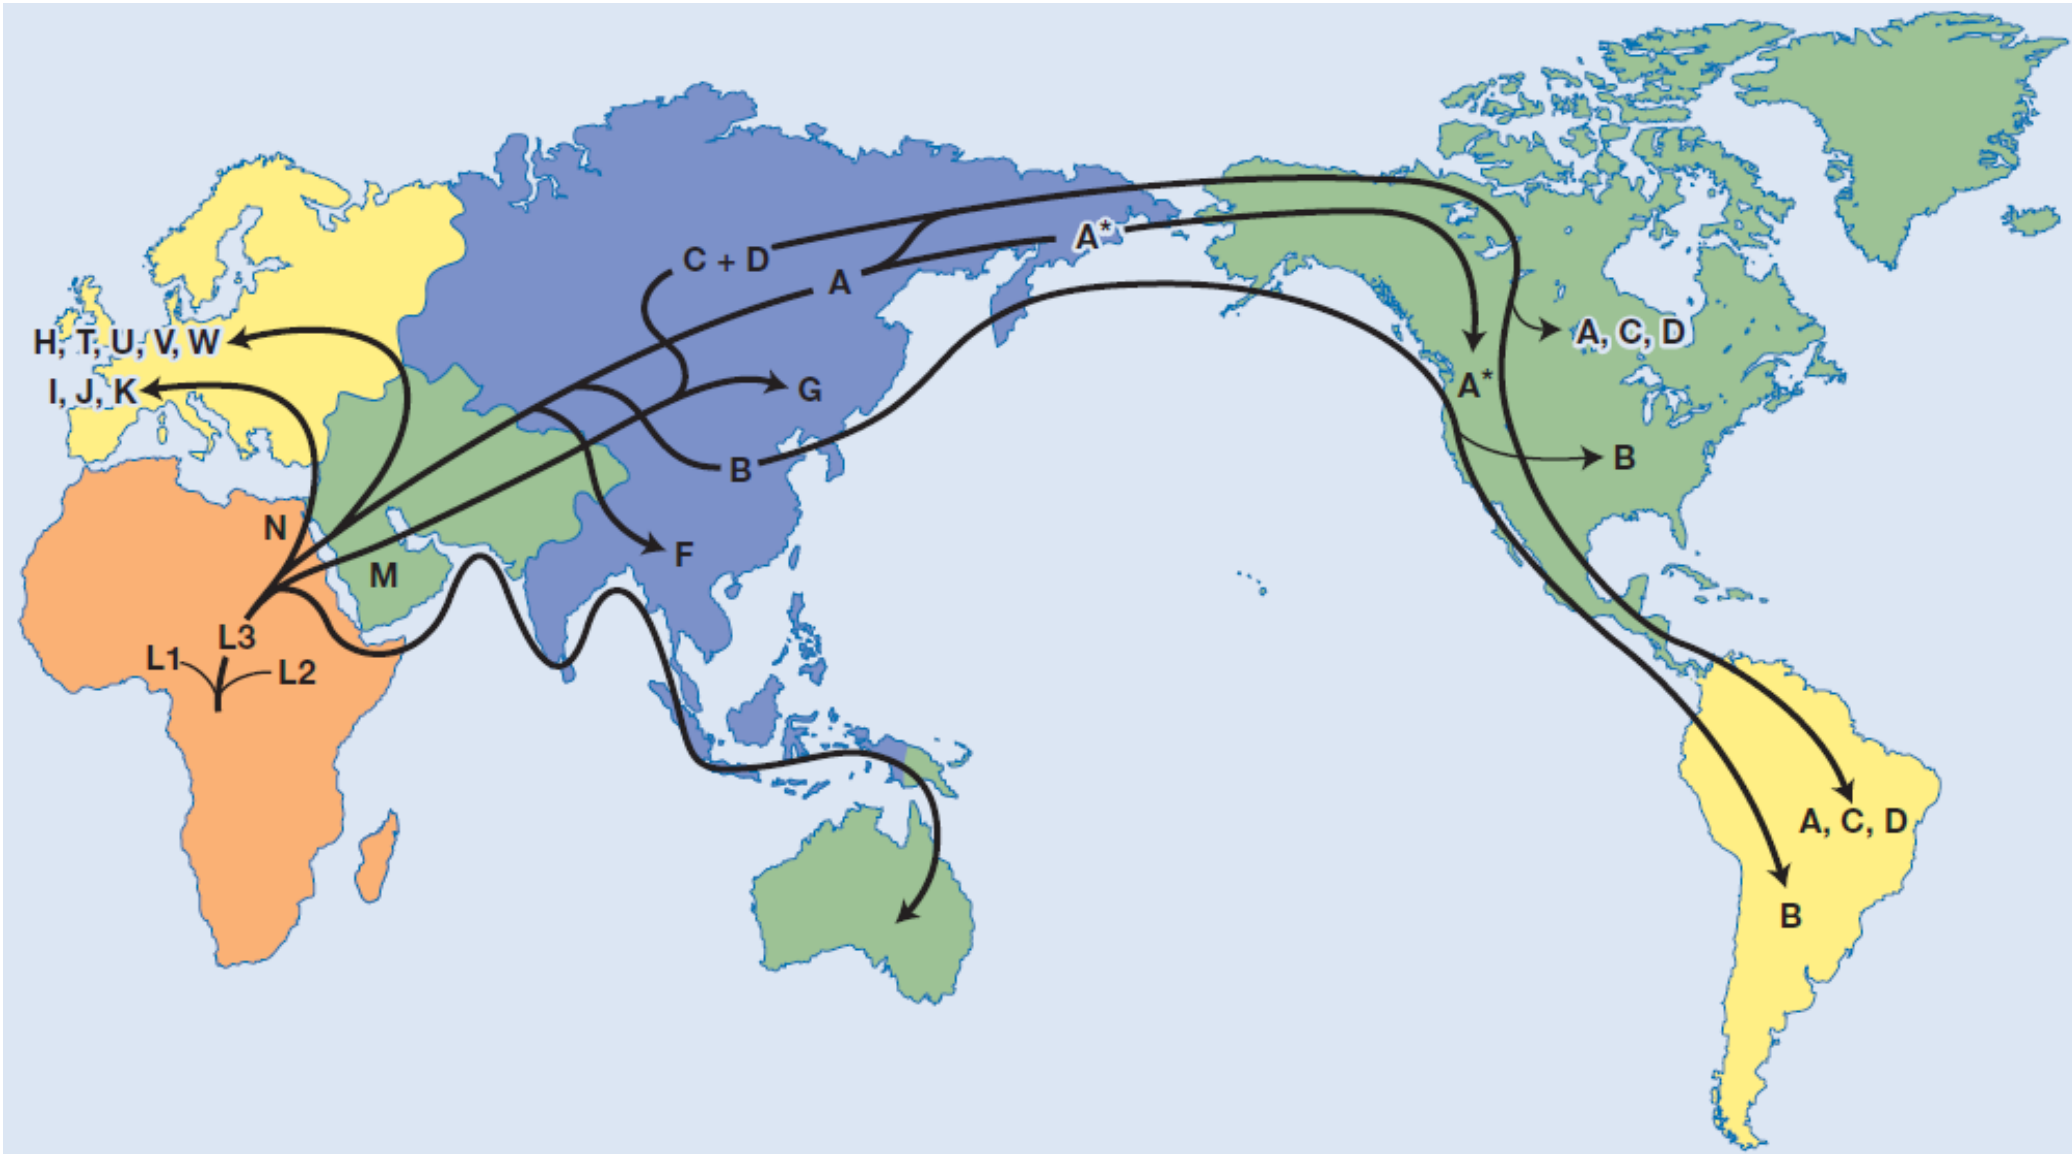 A*
C + D
A
H, T, U, V, W
A, C, D
I, J, K
G
A*
B
B
N
F
M
L3
L1
L2
A, C, D
B